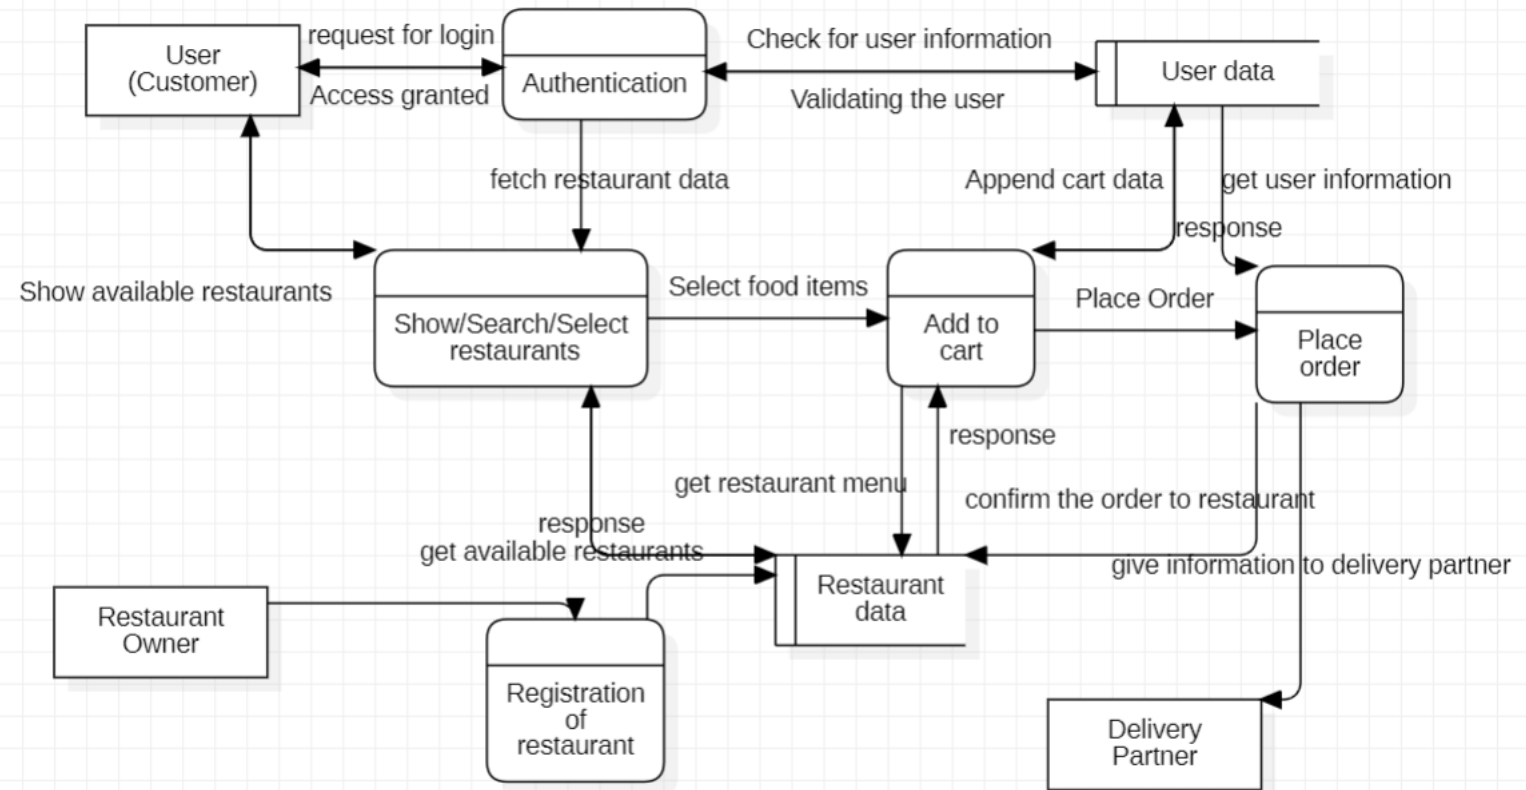 User
(Customer)
request for login
Access granted
Authentication
Check for user information
Validating the user
User data
fetch restaurant data
Append cart data
get user information
response
Show available restaurants
Show/Search/Select
restaurants
Select food items
Add to
cart
Place Order
Place
order
response
get restaurant menu
confirm the order to restaurant
response
get available restaurants
give information to delivery partner
Restaurant
data
Restaurant
Owner
Registration
of
restaurant
Delivery
Partner